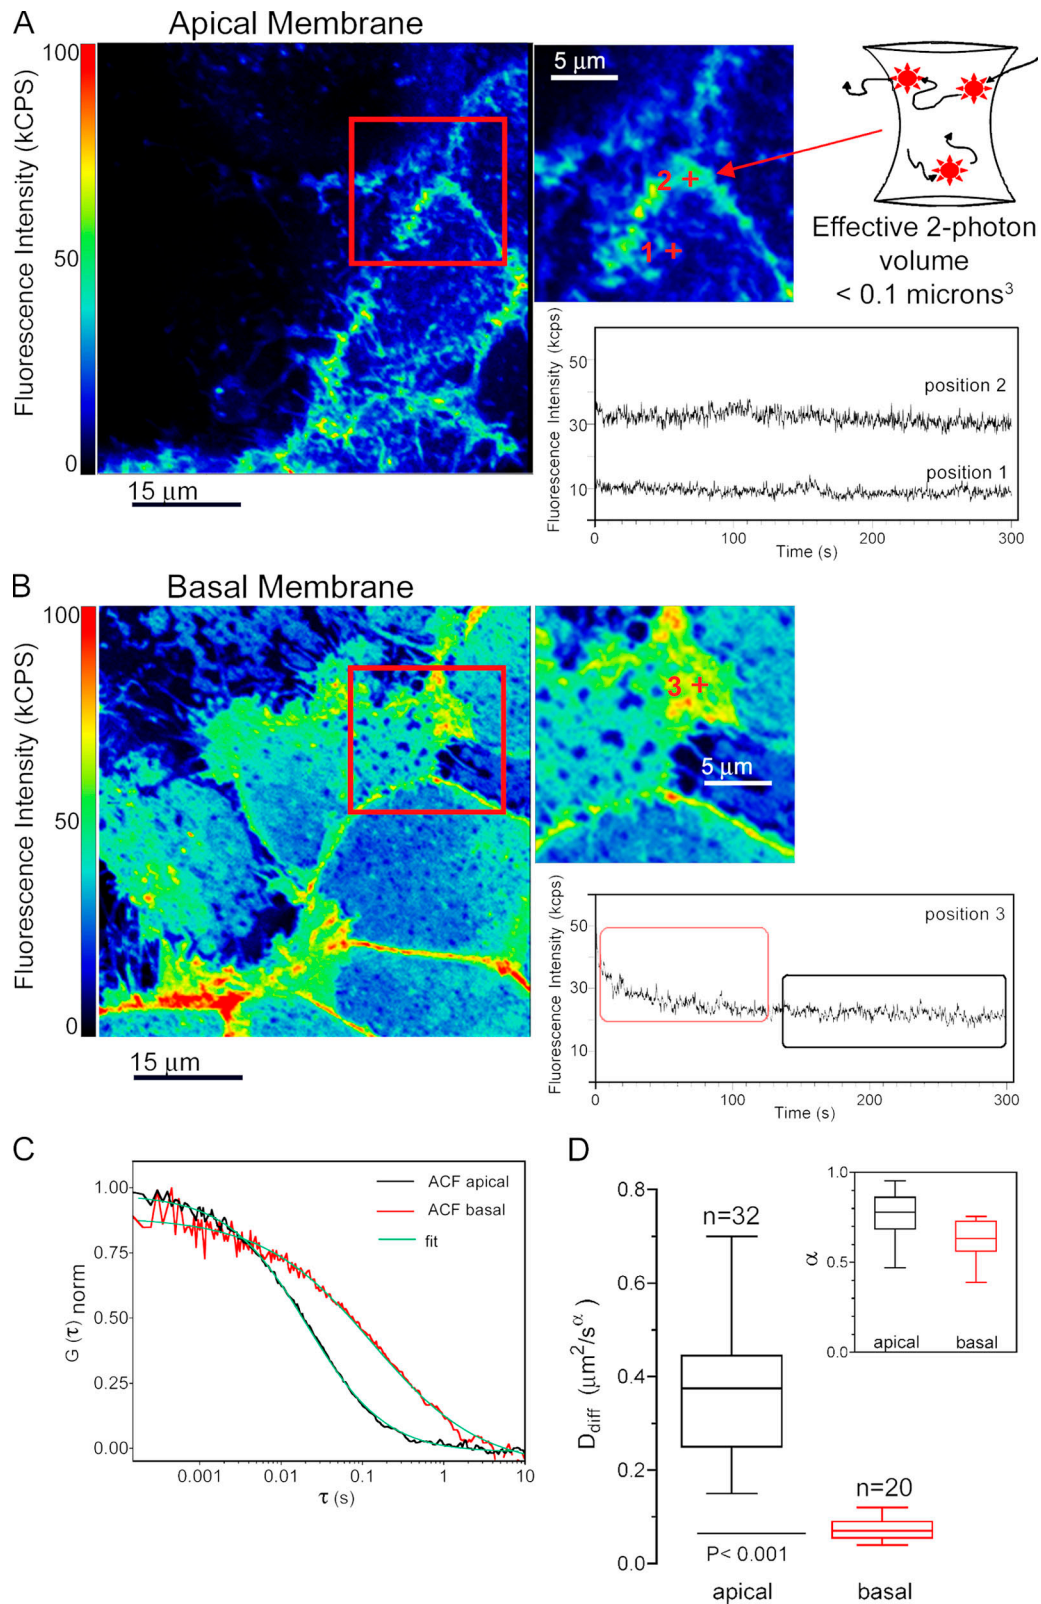 A
Apical Membrane
Fluorescence Intensity (kCPS)
100
50
0
15 μm
5 μm
2 +
1 +
Effective 2-photon
volume
< 0.1 microns³
Fluorescence Intensity (kcps)
50
30
10
position 2
position 1
0
100
200
300
Time (s)
B
Basal Membrane
Fluorescence Intensity (kCPS)
100
50
0
15 μm
3 +
5 μm
Fluorescence Intensity (kcps)
50
30
10
position 3
0
100
200
300
Time (s)
C
G (τ) norm
1.00
0.75
0.50
0.25
0.00
ACF apical
ACF basal
fit
0.001
0.01
0.1
1
10
τ (s)
D
D_diff (μm²/s^α)
0.8
0.6
0.4
0.2
0.0
n=32
n=20
P< 0.001
apical
basal
α
1.0
0.5
0.0
apical
basal